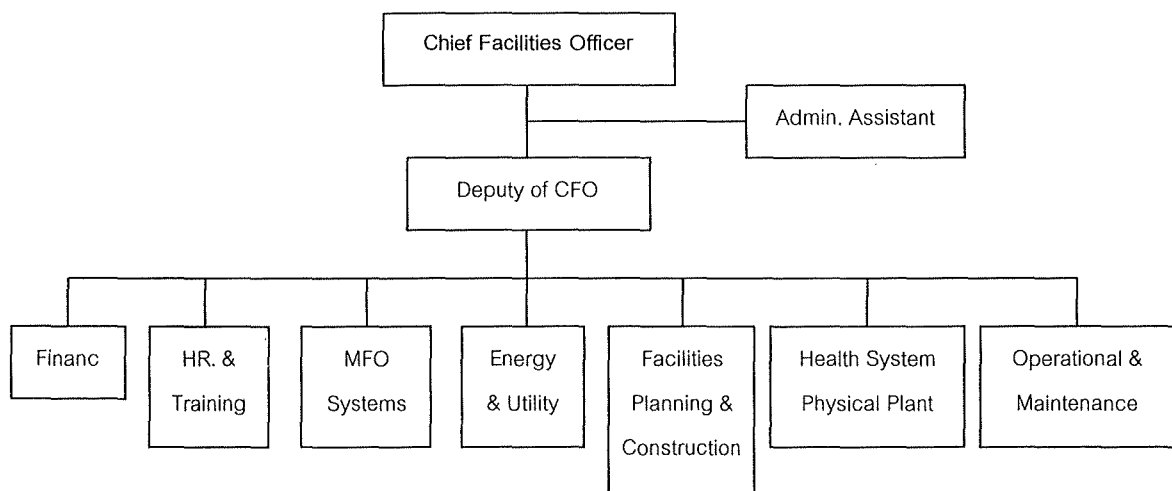 Chief Facilities Officer
Admin. Assistant
Deputy of CFO
Financ
HR. &
Training
MFO
Systems
Energy
& Utility
Facilities
Planning &
Construction
Health System
Physical Plant
Operational &
Maintenance